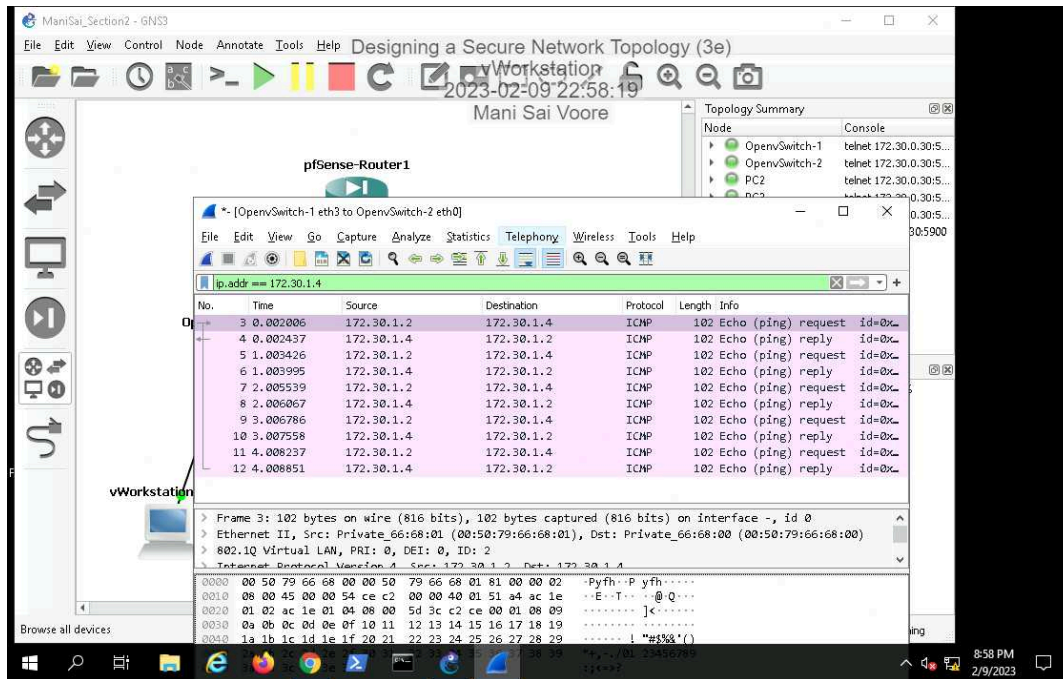 ManiSai_Section2 - GNS3
File Edit View Control Node Annotate Tools Help
Designing a Secure Network Topology (3e)
vWorkstation
2023-02-09 22:58:19
Mani Sai Voore
Topology Summary
Node Console
OpenvSwitch-1 telnet 172.30.0.30:5...
OpenvSwitch-2 telnet 172.30.0.30:5...
PC2 telnet 172.30.0.30:5...
0.30:5...
30:5900
pfSense-Router1
*- [OpenvSwitch-1 eth3 to OpenvSwitch-2 eth0]
File Edit View Go Capture Analyze Statistics Telephony Wireless Tools Help
ip.addr == 172.30.1.4
No. Time Source Destination Protocol Length Info
3 0.002006 172.30.1.2 172.30.1.4 ICMP 102 Echo (ping) request id=0x…
4 0.002437 172.30.1.4 172.30.1.2 ICMP 102 Echo (ping) reply id=0x…
5 1.003426 172.30.1.2 172.30.1.4 ICMP 102 Echo (ping) request id=0x…
6 1.003995 172.30.1.4 172.30.1.2 ICMP 102 Echo (ping) reply id=0x…
7 2.005539 172.30.1.2 172.30.1.4 ICMP 102 Echo (ping) request id=0x…
8 2.006067 172.30.1.4 172.30.1.2 ICMP 102 Echo (ping) reply id=0x…
9 3.006786 172.30.1.2 172.30.1.4 ICMP 102 Echo (ping) request id=0x…
10 3.007558 172.30.1.4 172.30.1.2 ICMP 102 Echo (ping) reply id=0x…
11 4.008237 172.30.1.2 172.30.1.4 ICMP 102 Echo (ping) request id=0x…
12 4.008851 172.30.1.4 172.30.1.2 ICMP 102 Echo (ping) reply id=0x…
vWorkstation
> Frame 3: 102 bytes on wire (816 bits), 102 bytes captured (816 bits) on interface -, id 0
> Ethernet II, Src: Private_66:68:01 (00:50:79:66:68:01), Dst: Private_66:68:00 (00:50:79:66:68:00)
> 802.1Q Virtual LAN, PRI: 0, DEI: 0, ID: 2
> Internet Protocol Version 4, Src: 172.30.1.2, Dst: 172.30.1.4
0000 00 50 79 66 68 00 00 50 79 66 68 01 81 00 00 02 ·Pyfh··P yfh·····
0010 08 00 45 00 00 54 ce c2 00 00 40 01 51 a4 ac 1e ··E··T·· ··@·Q···
0020 01 02 ac 1e 01 04 08 00 5d 3c c2 ce 00 01 08 09 ········ ]<······
0030 0a 0b 0c 0d 0e 0f 10 11 12 13 14 15 16 17 18 19 ········ ········
0040 1a 1b 1c 1d 1e 1f 20 21 22 23 24 25 26 27 28 29 ······ ! "#$%&'()
Browse all devices
8:58 PM
2/9/2023